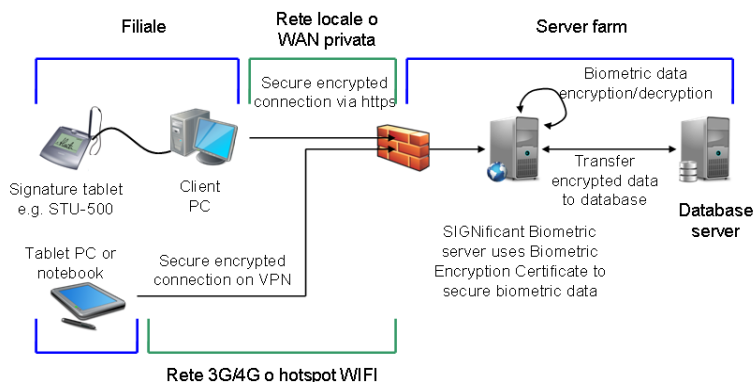 Filiale
Rete locale o
WAN privata
Server farm
Secure encrypted
connection via https
Biometric data
encryption/decryption
Signature tablet
e.g. STU-500
Client
PC
Transfer
encrypted data
to database
Database
server
Tablet PC or
notebook
Secure encrypted
connection on VPN
SIGNificant Biometric
server uses Biometric
Encryption Certificate to
secure biometric data
Rete 3G/4G o hotspot WIFI